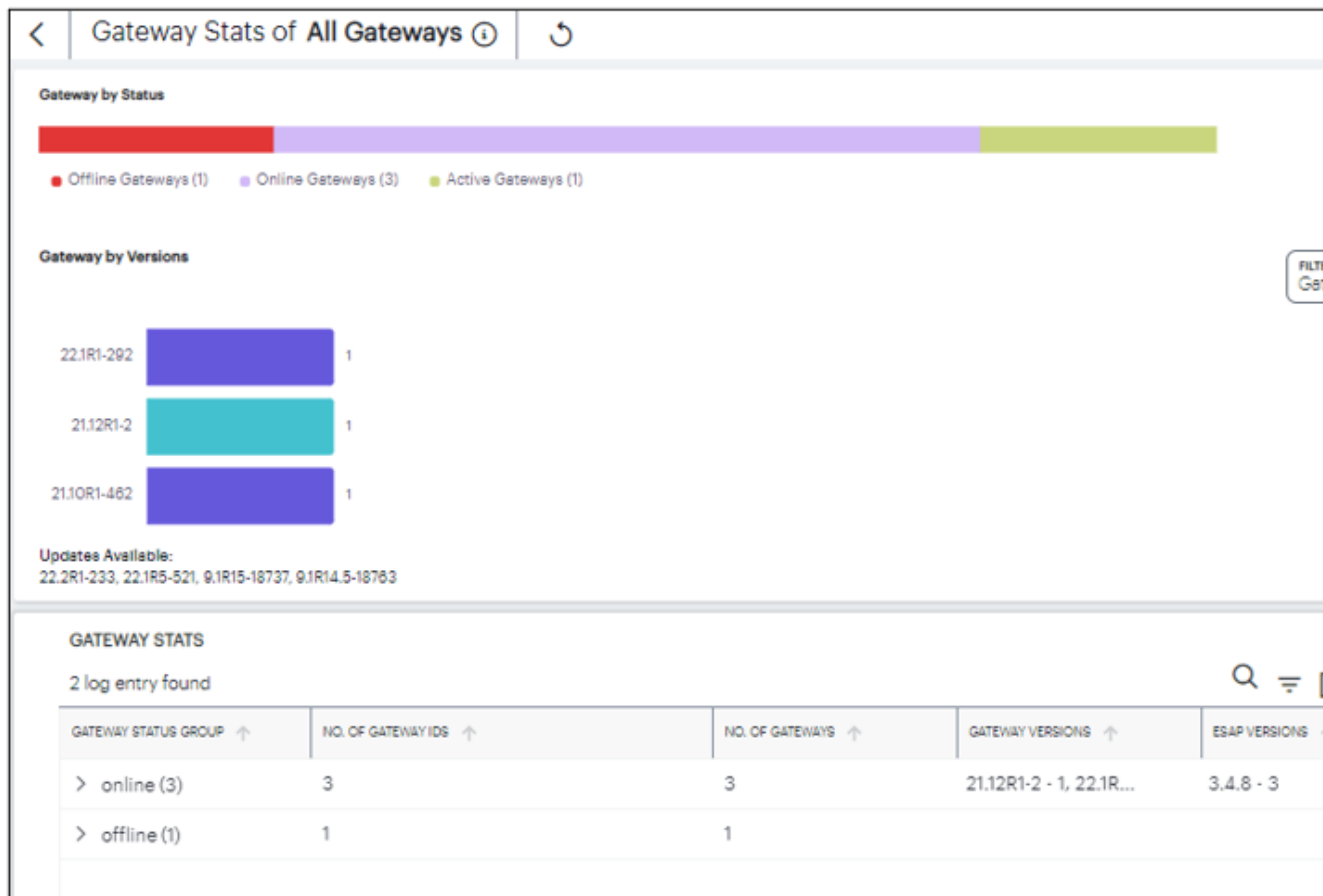 Gateway Stats of All Gateways
Gateway by Status
Offline Gateways (1) Online Gateways (3) Active Gateways (1)
Gateway by Versions
22.1R1-292 1
21.12R1-2 1
21.10R1-462 1
Updates Available:
22.2R1-233, 22.1R5-521, 9.1R15-18737, 9.1R14.5-18763
GATEWAY STATS
2 log entry found
GATEWAY STATUS GROUP NO. OF GATEWAY IDS NO. OF GATEWAYS GATEWAY VERSIONS ESAP VERSIONS
online (3) 3 3 21.12R1-2 - 1, 22.1R... 3.4.8 - 3
offline (1) 1 1